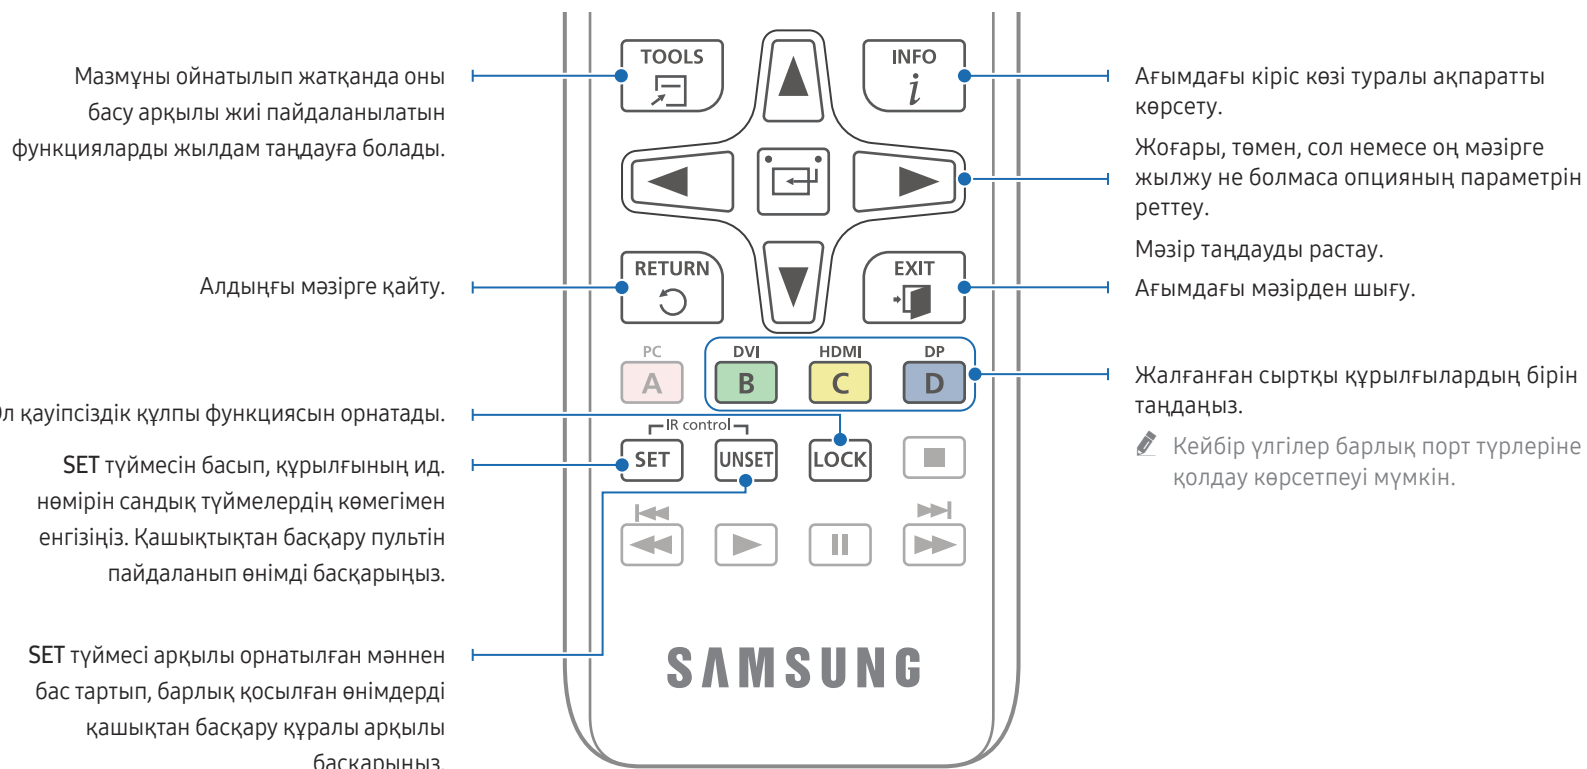 Мазмұны ойнатылып жатқанда оны
басу арқылы жиі пайдаланылатын
функцияларды жылдам таңдауға болады.
Алдыңғы мәзірге қайту.
қауіпсіздік құлпы функциясын орнатады.
SET түймесін басып, құрылғының ид.
нөмірін сандық түймелердің көмегімен
енгізіңіз. Қашықтықтан басқару пультін
пайдаланып өнімді басқарыңыз.
SET түймесі арқылы орнатылған мәннен
бас тартып, барлық қосылған өнімдерді
қашықтан басқару құралы арқылы
басқарыңыз.
TOOLS
INFO
i
RETURN
EXIT
PC
DVI
HDMI
DP
A
B
C
D
IR control
SET
UNSET
LOCK
SAMSUNG
Ағымдағы кіріс көзі туралы ақпаратты
көрсету.
Жоғары, төмен, сол немесе оң мәзірге
жылжу не болмаса опцияның параметрін
реттеу.
Мәзір таңдауды растау.
Ағымдағы мәзірден шығу.
Жалғанған сыртқы құрылғылардың бірін
таңдаңыз.
Кейбір үлгілер барлық порт түрлеріне
қолдау көрсетпеуі мүмкін.